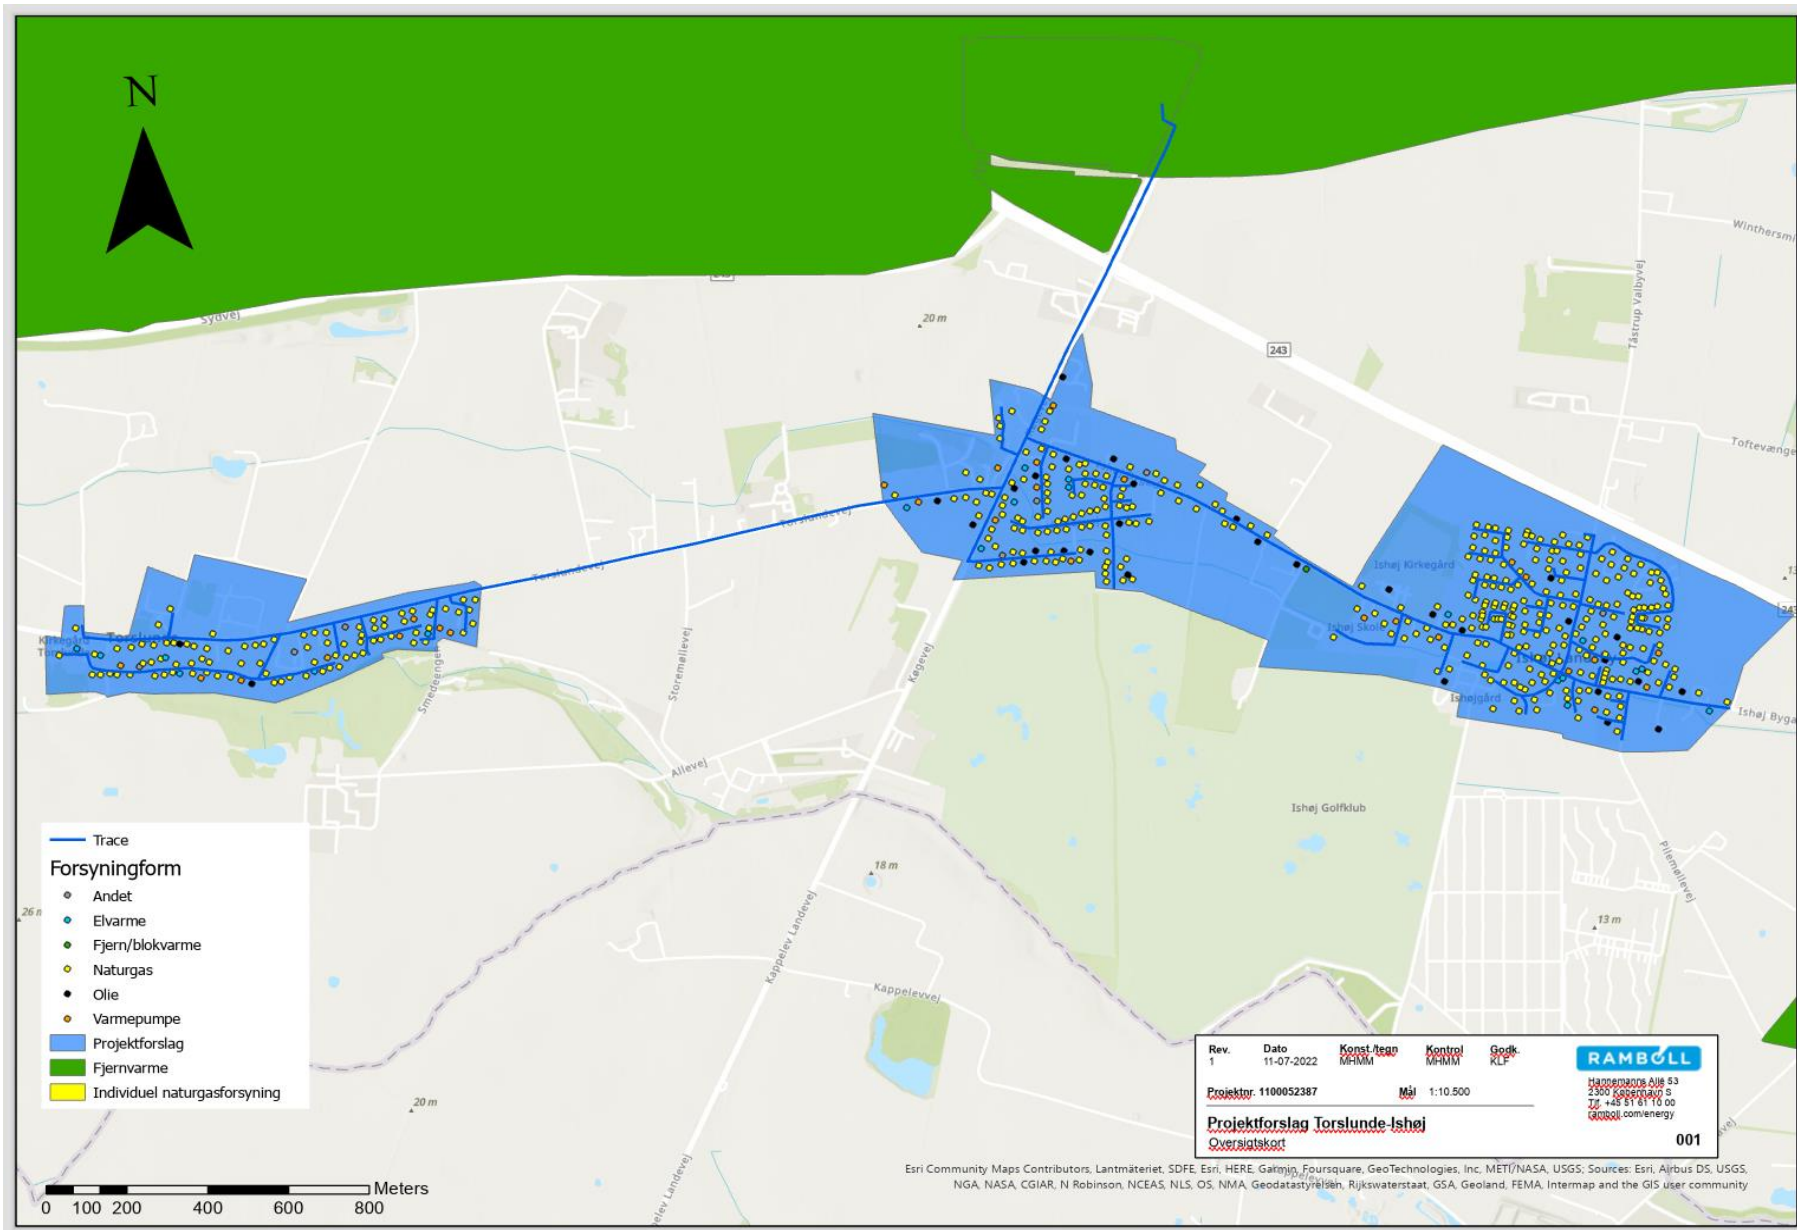 N
Sydvej
20 m
243
Winthersmi
Tåstrup Valbyvej
Toftevænge
Torslundevej
Torslundevej
Ishøj Kirkegård
Ishøj Skole
Ishøjgård
Ishøj Byga
Smedeengen
Storemøllevej
Køgevej
Allevej
Ishøj Golfklub
Pilemøllevej
18 m
13 m
26 m
20 m
Kappelev Landevej
Kappelevvej
pelev Landevej
Trace
Forsyningform
Andet
Elvarme
Fjern/blokvarme
Naturgas
Olie
Varmepumpe
Projektforslag
Fjernvarme
Individuel naturgasforsyning
Meters
0 100 200 400 600 800
Rev. Dato Konst./tegn Kontrol Godk.
1 11-07-2022 MHMM MHMM KLF
Projektnr. 1100052387 Mål 1:10.500
Projektforslag Torslunde-Ishøj
Oversigtskort
RAMBOLL
Hannemanns Allé 53
2300 København S
Tlf. +45 51 61 10 00
ramboll.com/energy
001
Esri Community Maps Contributors, Lantmäteriet, SDFE, Esri, HERE, Garmin, Foursquare, GeoTechnologies, Inc, METI/NASA, USGS; Sources: Esri, Airbus DS, USGS,
NGA, NASA, CGIAR, N Robinson, NCEAS, NLS, OS, NMA, Geodatastyrelsen, Rijkswaterstaat, GSA, Geoland, FEMA, Intermap and the GIS user community